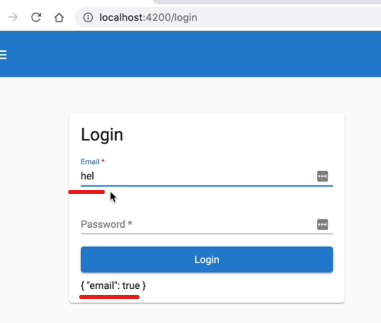 localhost:4200/login
Login
Email *
hel
Password *
Login
{ "email": true }